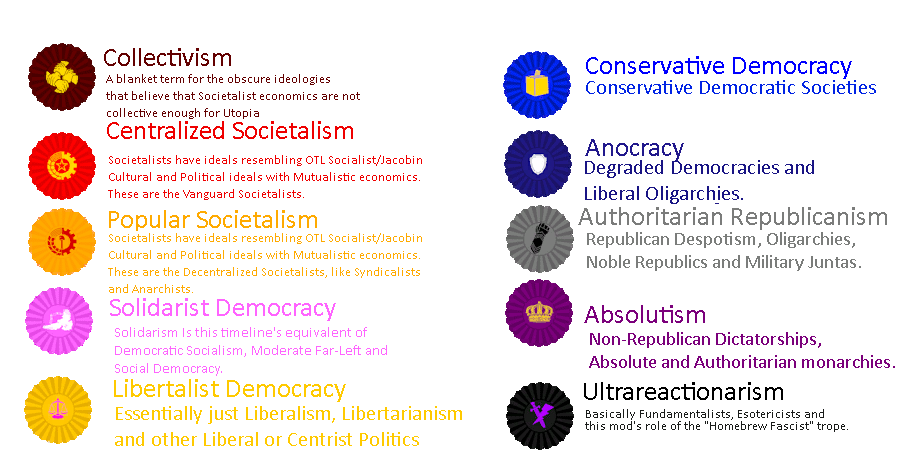 Collectivism
A blanket term for the obscure ideologies
that believe that Societalist economics are not
collective enough for Utopia
Centralized Societalism
Societalists have ideals resembling OTL Socialist/Jacobin
Cultural and Political ideals with Mutualistic economics.
These are the Vanguard Societalists.
Popular Societalism
Societalists have ideals resembling OTL Socialist/Jacobin
Cultural and Political ideals with Mutualistic economics.
These are the Decentralized Societalists, like Syndicalists
and Anarchists.
Solidarist Democracy
Solidarism Is this timeline's equivalent of
Democratic Socialism, Moderate Far-Left and
Social Democracy.
Libertalist Democracy
Essentially just Liberalism, Libertarianism
and other Liberal or Centrist Politics
Conservative Democracy
Conservative Democratic Societies
Anocracy
Degraded Democracies and
Liberal Oligarchies.
Authoritarian Republicanism
Republican Despotism, Oligarchies,
Noble Republics and Military Juntas.
Absolutism
Non-Republican Dictatorships,
Absolute and Authoritarian monarchies.
Ultrareactionarism
Basically Fundamentalists, Esotericists and
this mod's role of the "Homebrew Fascist" trope.